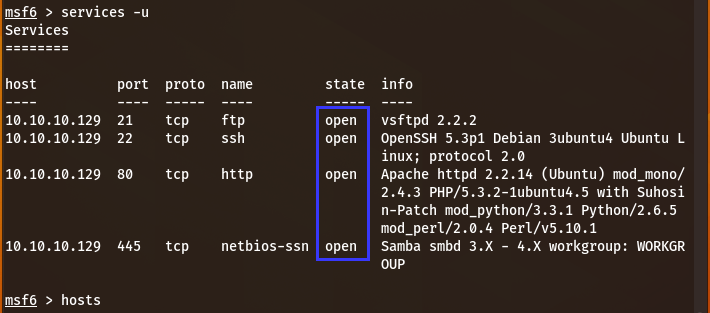 msf6 > services -u
Services
========
host port proto name state info
---- ---- ----- ---- ----- ----
10.10.10.129 21 tcp ftp open vsftpd 2.2.2
10.10.10.129 22 tcp ssh open OpenSSH 5.3p1 Debian 3ubuntu4 Ubuntu L
inux; protocol 2.0
10.10.10.129 80 tcp http open Apache httpd 2.2.14 (Ubuntu) mod_mono/
2.4.3 PHP/5.3.2-1ubuntu4.5 with Suhosi
n-Patch mod_python/3.3.1 Python/2.6.5
mod_perl/2.0.4 Perl/v5.10.1
10.10.10.129 445 tcp netbios-ssn open Samba smbd 3.X - 4.X workgroup: WORKGR
OUP
msf6 > hosts